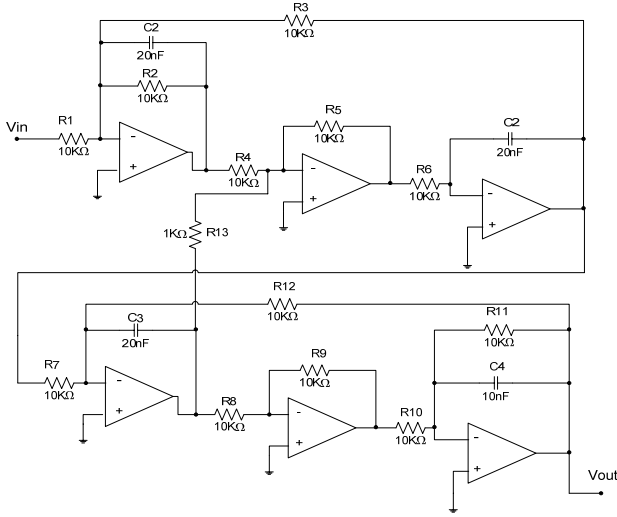 R3
10KΩ
C2
20nF
R2
10KΩ
Vin
R1
10KΩ
-
+
R4
10KΩ
R5
10KΩ
-
+
R6
10KΩ
C2
20nF
-
+
1KΩ R13
R12
10KΩ
C3
20nF
R7
10KΩ
-
+
R8
10KΩ
R9
10KΩ
-
+
R10
10KΩ
R11
10KΩ
C4
10nF
-
+
Vout